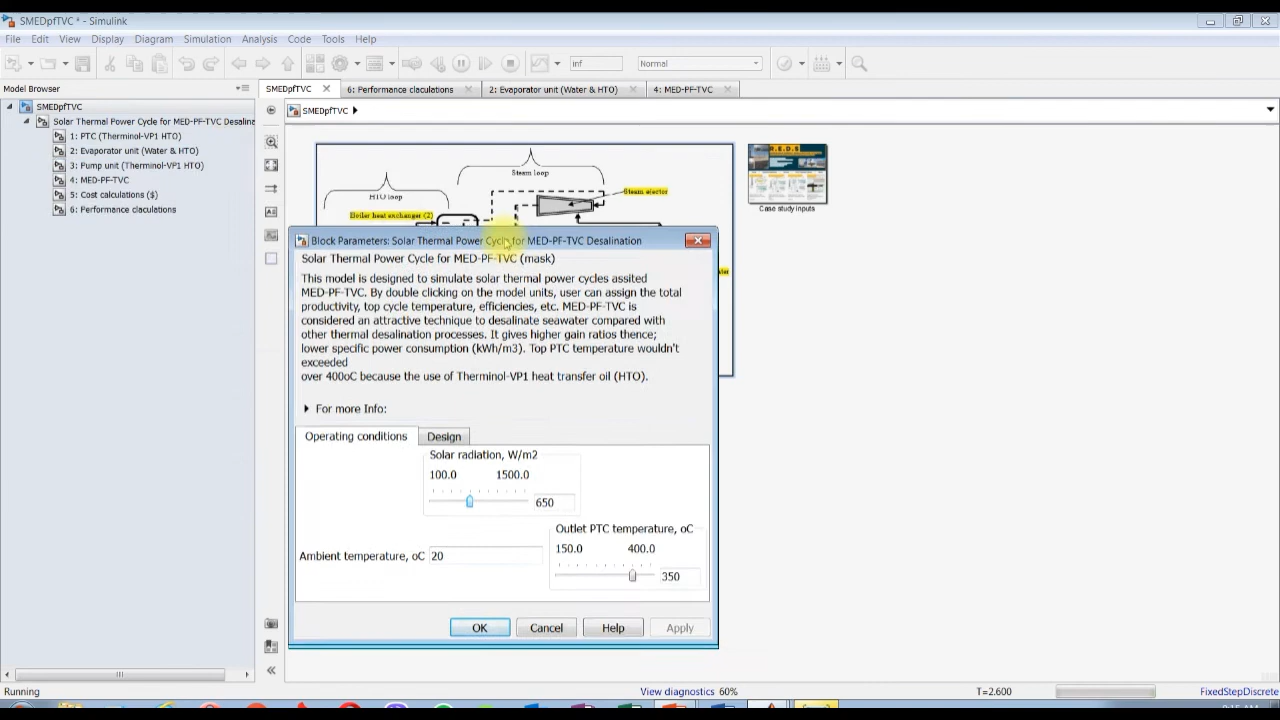 SMEDpfTVC * - Simulink
File Edit View Display Diagram Simulation Analysis Code Tools Help
inf Normal
Model Browser
SMEDpfTVC 6: Performance claculations 2: Evaporator unit (Water & HTO) 4: MED-PF-TVC
SMEDpfTVC
Solar Thermal Power Cycle for MED-PF-TVC Desalina
1: PTC (Therminol-VP1 HTO)
2: Evaporator unit (Water & HTO)
3: Pump unit (Therminol-VP1 HTO)
4: MED-PF-TVC
5: Cost calculations ($)
6: Performance claculations
SMEDpfTVC
Steam loop
HTO loop
Steam ejector
Boiler heat exchanger (2)
R.E.D.S
Case study inputs
Block Parameters: Solar Thermal Power Cycle for MED-PF-TVC Desalination
Solar Thermal Power Cycle for MED-PF-TVC (mask)
This model is designed to simulate solar thermal power cycles assited
MED-PF-TVC. By double clicking on the model units, user can assign the total
productivity, top cycle temperature, efficiencies, etc. MED-PF-TVC is
considered an attractive technique to desalinate seawater compared with
other thermal desalination processes. It gives higher gain ratios thence;
lower specific power consumption (kWh/m3). Top PTC temperature wouldn't
exceeded
over 400oC because the use of Therminol-VP1 heat transfer oil (HTO).
For more Info:
Operating conditions Design
Solar radiation, W/m2
100.0 1500.0
650
Outlet PTC temperature, oC
150.0 400.0
Ambient temperature, oC 20
350
OK Cancel Help Apply
Running View diagnostics 60% T=2.600 FixedStepDiscrete